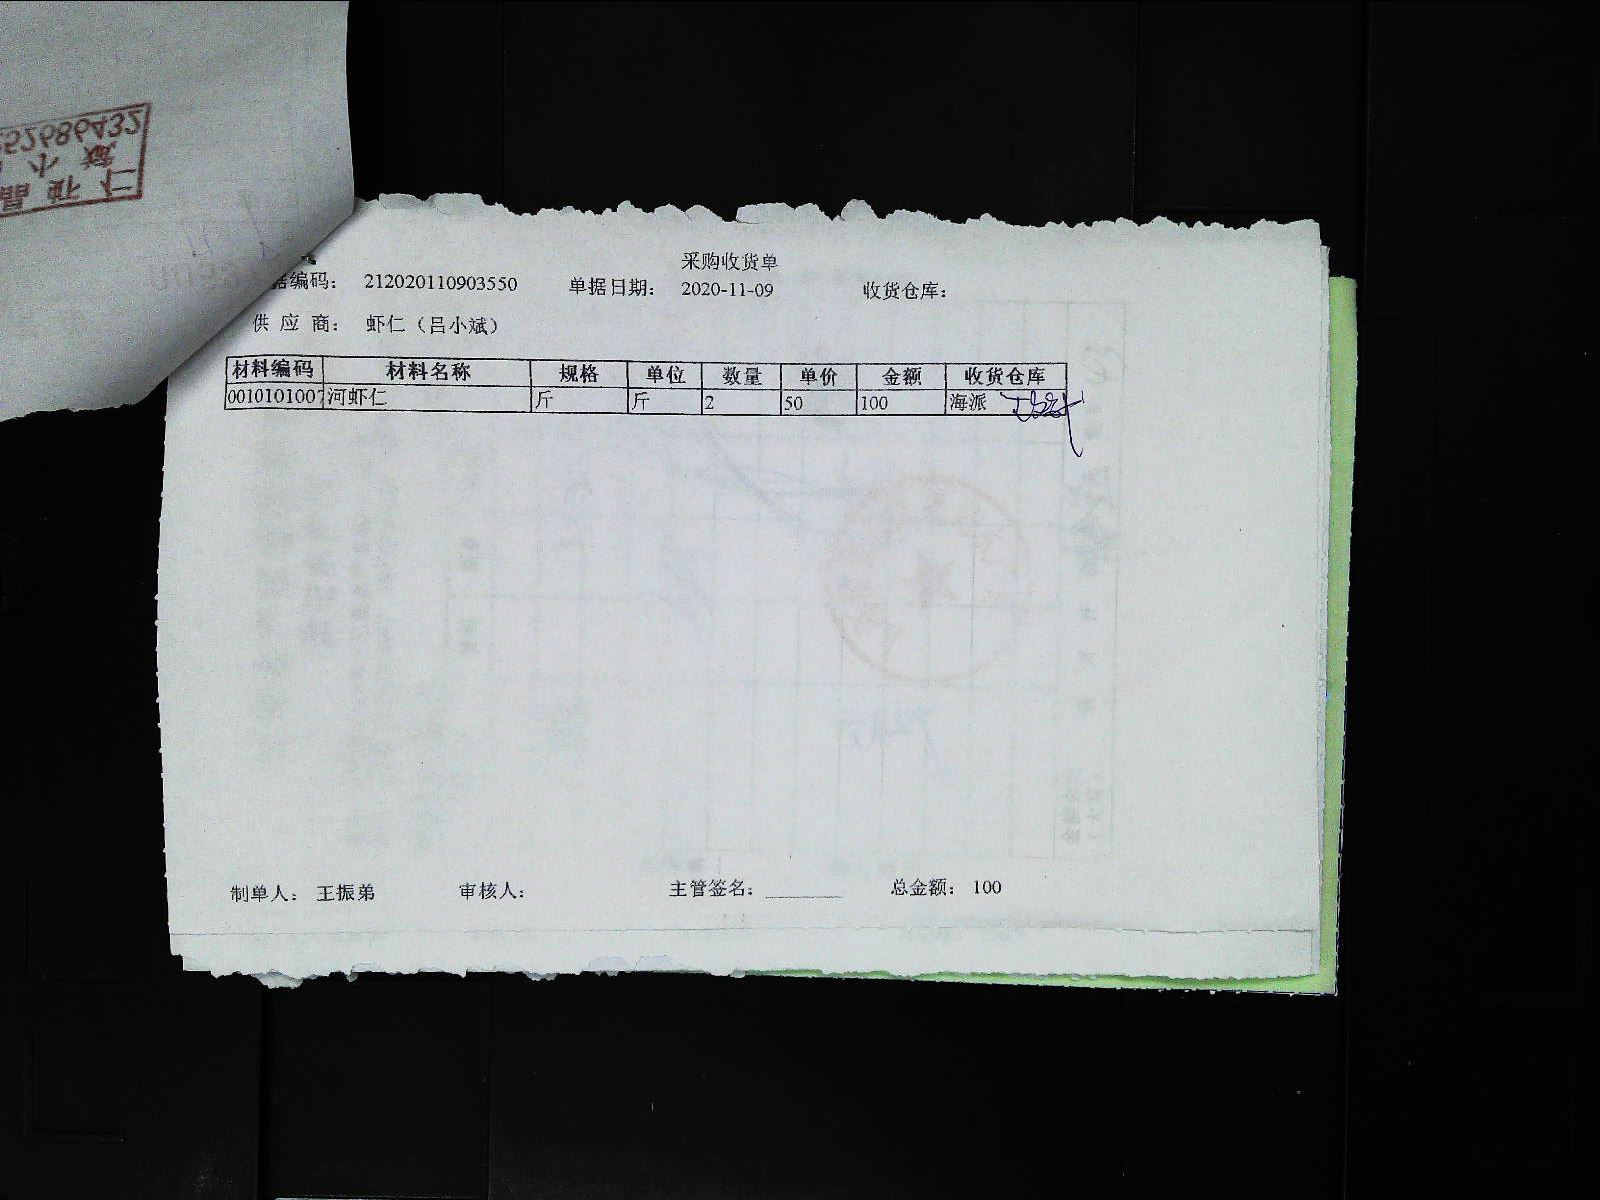 采购收货单
据编码： 212020110903550 单据日期： 2020-11-09 收货仓库：
供 应 商： 虾仁（吕小斌）
材料编码 材料名称 规格 单位 数量 单价 金额 收货仓库
0010101007 河虾仁 斤 斤 2 50 100 海派
制单人： 王振弟 审核人： 主管签名： 总金额： 100